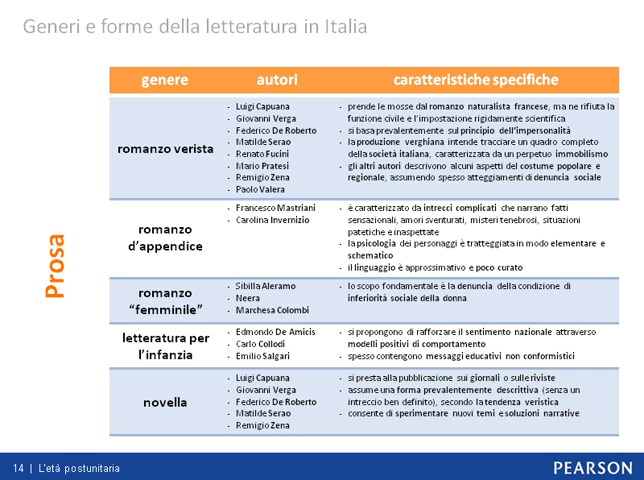 Generi e forme della letteratura in Italia
genere autori caratteristiche specifiche
Prosa
romanzo verista
- Luigi Capuana
- Giovanni Verga
- Federico De Roberto
- Matilde Serao
- Renato Fucini
- Mario Pratesi
- Remigio Zena
- Paolo Valera
- prende le mosse dal romanzo naturalista francese, ma ne rifiuta la
funzione civile e l'impostazione rigidamente scientifica
- si basa prevalentemente sul principio dell'impersonalità
- la produzione verghiana intende tracciare un quadro completo
della società italiana, caratterizzata da un perpetuo immobilismo
- gli altri autori descrivono alcuni aspetti del costume popolare e
regionale, assumendo spesso atteggiamenti di denuncia sociale
romanzo
d'appendice
- Francesco Mastriani
- Carolina Invernizio
- è caratterizzato da intrecci complicati che narrano fatti
sensazionali, amori sventurati, misteri tenebrosi, situazioni
patetiche e inaspettate
- la psicologia dei personaggi è tratteggiata in modo elementare e
schematico
- il linguaggio è approssimativo e poco curato
romanzo
"femminile"
- Sibilla Aleramo
- Neera
- Marchesa Colombi
- lo scopo fondamentale è la denuncia della condizione di
inferiorità sociale della donna
letteratura per
l'infanzia
- Edmondo De Amicis
- Carlo Collodi
- Emilio Salgari
- si propongono di rafforzare il sentimento nazionale attraverso
modelli positivi di comportamento
- spesso contengono messaggi educativi non conformistici
novella
- Luigi Capuana
- Giovanni Verga
- Federico De Roberto
- Matilde Serao
- Remigio Zena
- si presta alla pubblicazione sui giornali o sulle riviste
- assume una forma prevalentemente descrittiva (senza un
intreccio ben definito), secondo la tendenza veristica
- consente di sperimentare nuovi temi e soluzioni narrative
14 | L'età postunitaria
PEARSON